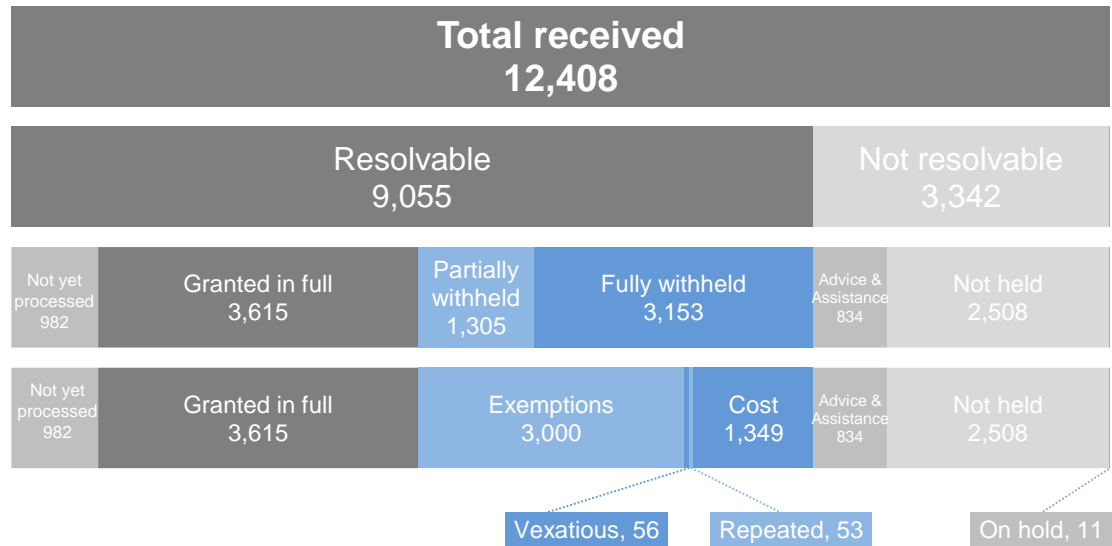 Total received
12,408
Resolvable
9,055
Not resolvable
3,342
Not yet
processed
982
Granted in full
3,615
Partially
withheld
1,305
Fully withheld
3,153
Advice &
Assistance
834
Not held
2,508
Not yet
processed
982
Granted in full
3,615
Exemptions
3,000
Cost
1,349
Advice &
Assistance
834
Not held
2,508
Vexatious, 56
Repeated, 53
On hold, 11